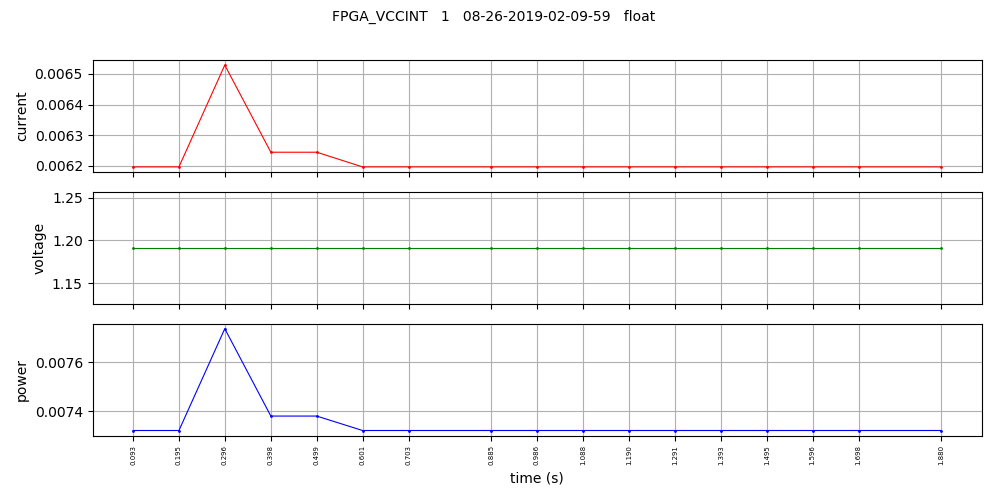 FPGA_VCCINT 1 08-26-2019-02-09-59 float
current
0.0065
0.0064
0.0063
0.0062
voltage
1.25
1.20
1.15
power
0.0076
0.0074
0.093 0.195 0.296 0.398 0.499 0.601 0.703 0.885 0.986 1.088 1.190 1.291 1.393 1.495 1.596 1.698 1.880
time (s)